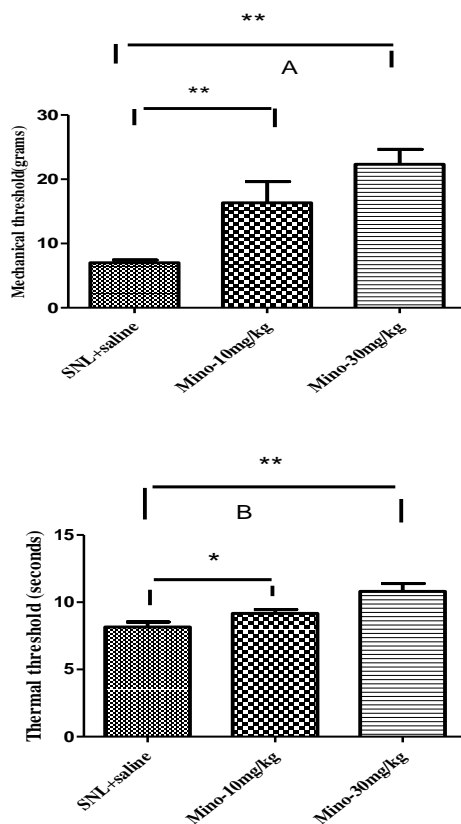 **
A
**
Mechanical threshold(grams)
30
20
10
0
SNL+saline
Mino-10mg/kg
Mino-30mg/kg
**
B
*
Thermal threshold (seconds)
15
10
5
0
SNL+saline
Mino-10mg/kg
Mino-30mg/kg